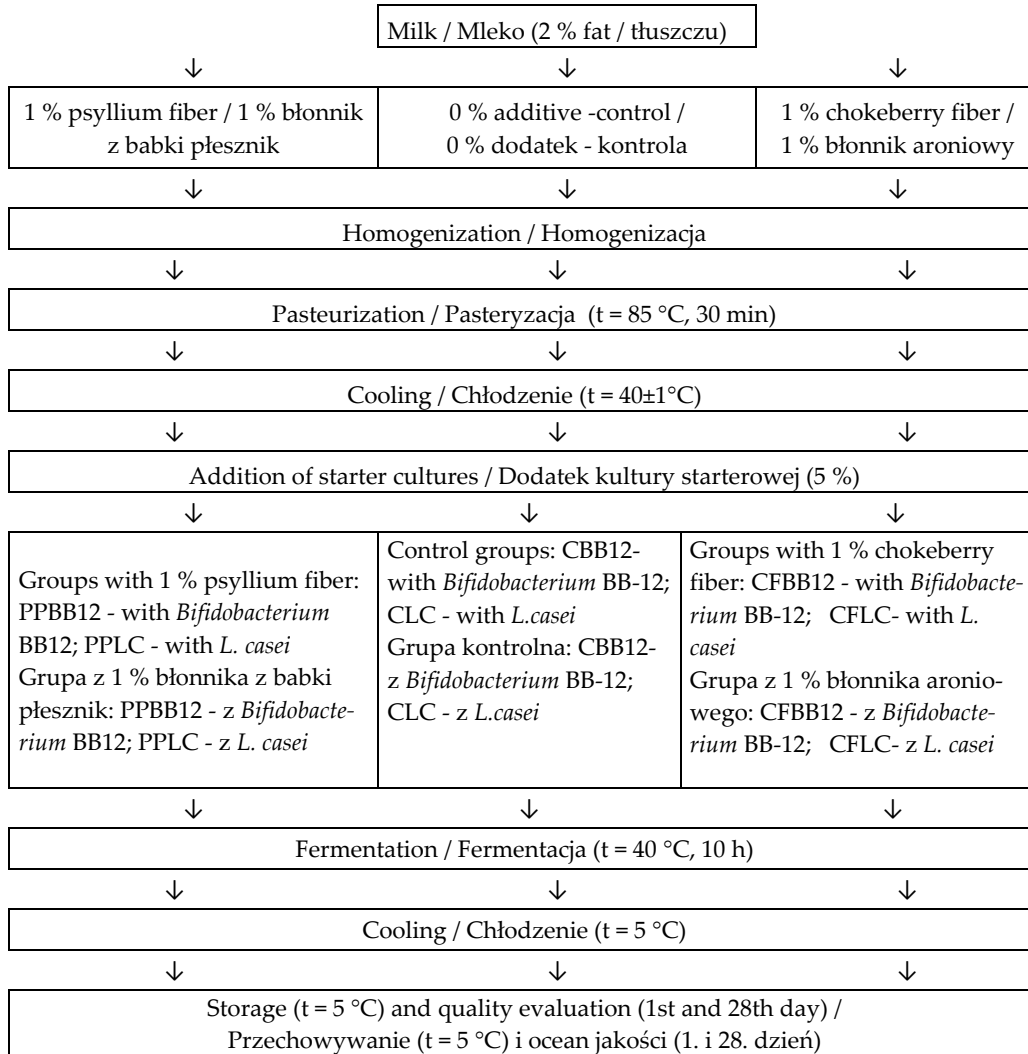 Milk / Mleko (2 % fat / tłuszczu)
↓ ↓ ↓
1 % psyllium fiber / 1 % błonnik
z babki płesznik
0 % additive -control /
0 % dodatek - kontrola
1 % chokeberry fiber /
1 % błonnik aroniowy
↓ ↓ ↓
Homogenization / Homogenizacja
↓ ↓ ↓
Pasteurization / Pasteryzacja (t = 85 °C, 30 min)
↓ ↓ ↓
Cooling / Chłodzenie (t = 40±1°C)
↓ ↓ ↓
Addition of starter cultures / Dodatek kultury starterowej (5 %)
↓ ↓ ↓
Groups with 1 % psyllium fiber:
PPBB12 - with Bifidobacterium
BB12; PPLC - with L. casei
Grupa z 1 % błonnika z babki
płesznik: PPBB12 - z Bifidobacte-
rium BB12; PPLC - z L. casei
Control groups: CBB12-
with Bifidobacterium BB-12;
CLC - with L.casei
Grupa kontrolna: CBB12-
z Bifidobacterium BB-12;
CLC - z L.casei
Groups with 1 % chokeberry
fiber: CFBB12 - with Bifidobacte-
rium BB-12; CFLC- with L.
casei
Grupa z 1 % błonnika aronio-
wego: CFBB12 - z Bifidobacte-
rium BB-12; CFLC- z L. casei
↓ ↓ ↓
Fermentation / Fermentacja (t = 40 °C, 10 h)
↓ ↓ ↓
Cooling / Chłodzenie (t = 5 °C)
↓ ↓ ↓
Storage (t = 5 °C) and quality evaluation (1st and 28th day) /
Przechowywanie (t = 5 °C) i ocean jakości (1. i 28. dzień)